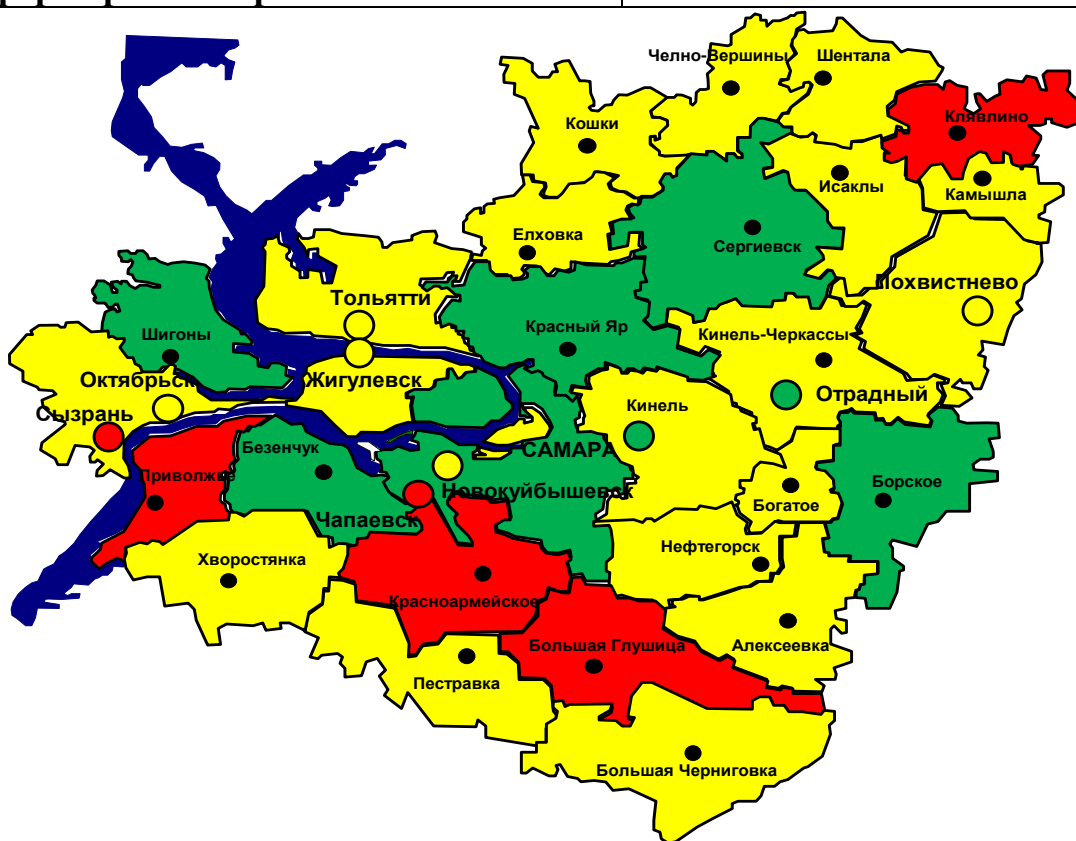 Челно-Вершины
Шентала
Клявлино
Кошки
Исаклы
Камышла
Елховка
Сергиевск
Похвистнево
Тольятти
Шигоны
Красный Яр
Кинель-Черкассы
Октябрьск
Жигулевск
Отрадный
Сызрань
Кинель
САМАРА
Безенчук
Приволжье
Новокуйбышевск
Борское
Богатое
Чапаевск
Хворостянка
Нефтегорск
Красноармейское
Большая Глушица
Алексеевка
Пестравка
Большая Черниговка